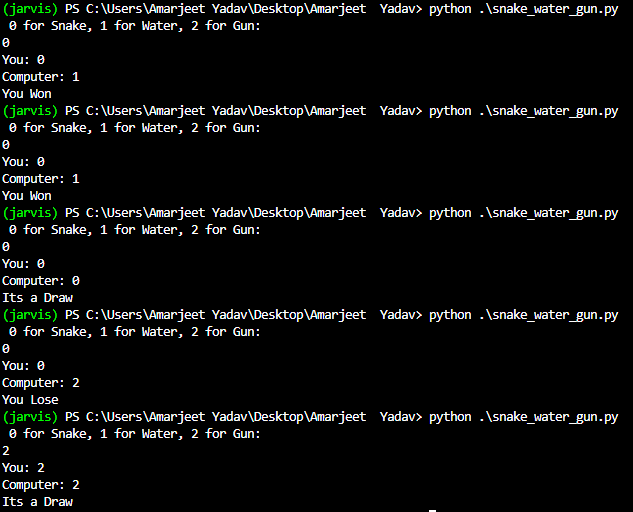 (jarvis) PS C:\Users\Amarjeet Yadav\Desktop\Amarjeet  Yadav> python .\snake_water_gun.py
 0 for Snake, 1 for Water, 2 for Gun:
0
You: 0
Computer: 1
You Won
(jarvis) PS C:\Users\Amarjeet Yadav\Desktop\Amarjeet  Yadav> python .\snake_water_gun.py
 0 for Snake, 1 for Water, 2 for Gun:
0
You: 0
Computer: 1
You Won
(jarvis) PS C:\Users\Amarjeet Yadav\Desktop\Amarjeet  Yadav> python .\snake_water_gun.py
 0 for Snake, 1 for Water, 2 for Gun:
0
You: 0
Computer: 0
Its a Draw
(jarvis) PS C:\Users\Amarjeet Yadav\Desktop\Amarjeet  Yadav> python .\snake_water_gun.py
 0 for Snake, 1 for Water, 2 for Gun:
0
You: 0
Computer: 2
You Lose
(jarvis) PS C:\Users\Amarjeet Yadav\Desktop\Amarjeet  Yadav> python .\snake_water_gun.py
 0 for Snake, 1 for Water, 2 for Gun:
2
You: 2
Computer: 2
Its a Draw